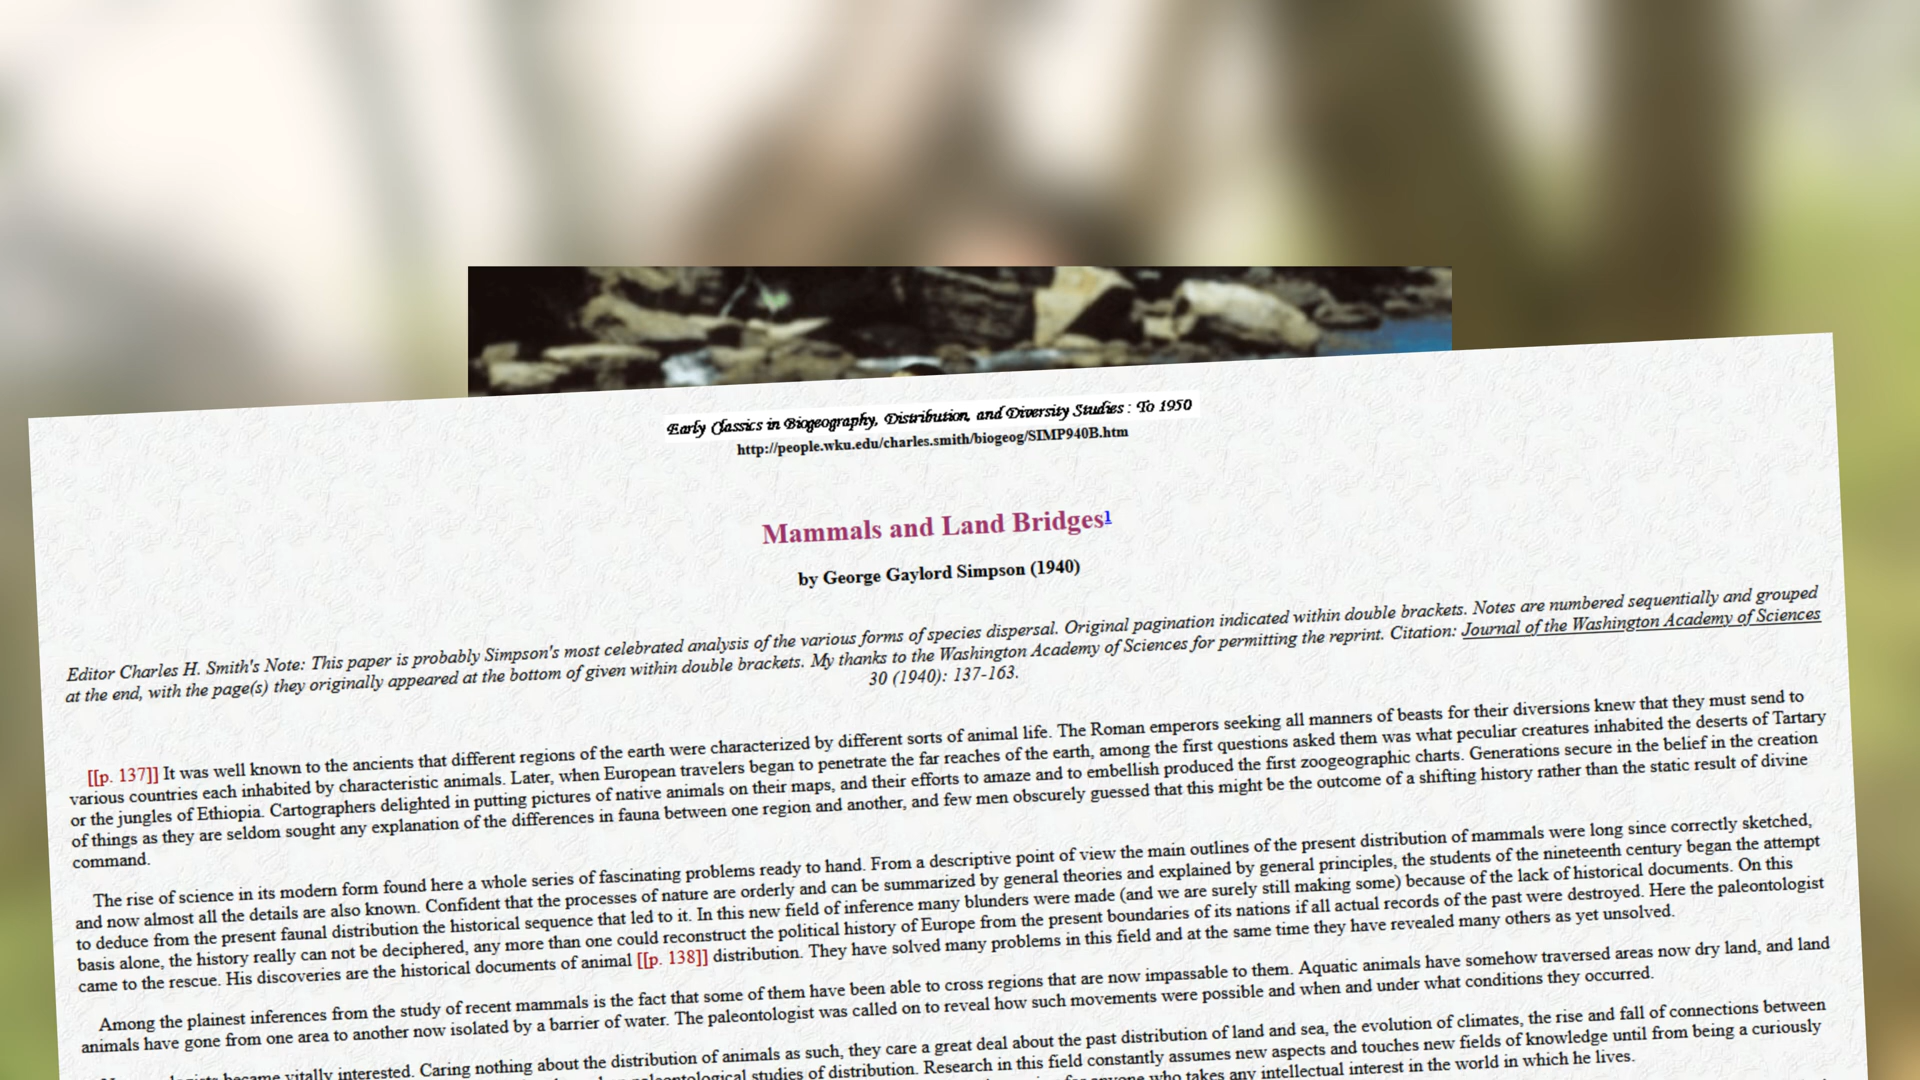 Early Classics in Biogeography, Distribution, and Diversity Studies : To 1950
http://people.wku.edu/charles.smith/biogeog/SIMP940B.htm
Mammals and Land Bridges1
by George Gaylord Simpson (1940)
Editor Charles H. Smith's Note: This paper is probably Simpson's most celebrated analysis of the various forms of species dispersal. Original pagination indicated within double brackets. Notes are numbered sequentially and grouped
at the end, with the page(s) they originally appeared at the bottom of given within double brackets. My thanks to the Washington Academy of Sciences for permitting the reprint. Citation: Journal of the Washington Academy of Sciences
30 (1940): 137-163.
[[p. 137]] It was well known to the ancients that different regions of the earth were characterized by different sorts of animal life. The Roman emperors seeking all manners of beasts for their diversions knew that they must send to
various countries each inhabited by characteristic animals. Later, when European travelers began to penetrate the far reaches of the earth, among the first questions asked them was what peculiar creatures inhabited the deserts of Tartary
or the jungles of Ethiopia. Cartographers delighted in putting pictures of native animals on their maps, and their efforts to amaze and to embellish produced the first zoogeographic charts. Generations secure in the belief in the creation
of things as they are seldom sought any explanation of the differences in fauna between one region and another, and few men obscurely guessed that this might be the outcome of a shifting history rather than the static result of divine
command.
The rise of science in its modern form found here a whole series of fascinating problems ready to hand. From a descriptive point of view the main outlines of the present distribution of mammals were long since correctly sketched,
and now almost all the details are also known. Confident that the processes of nature are orderly and can be summarized by general theories and explained by general principles, the students of the nineteenth century began the attempt
to deduce from the present faunal distribution the historical sequence that led to it. In this new field of inference many blunders were made (and we are surely still making some) because of the lack of historical documents. On this
basis alone, the history really can not be deciphered, any more than one could reconstruct the political history of Europe from the present boundaries of its nations if all actual records of the past were destroyed. Here the paleontologist
came to the rescue. His discoveries are the historical documents of animal [[p. 138]] distribution. They have solved many problems in this field and at the same time they have revealed many others as yet unsolved.
Among the plainest inferences from the study of recent mammals is the fact that some of them have been able to cross regions that are now impassable to them. Aquatic animals have somehow traversed areas now dry land, and land
animals have gone from one area to another now isolated by a barrier of water. The paleontologist was called on to reveal how such movements were possible and when and under what conditions they occurred.
became vitally interested. Caring nothing about the distribution of animals as such, they care a great deal about the past distribution of land and sea, the evolution of climates, the rise and fall of connections between
paleontological studies of distribution. Research in this field constantly assumes new aspects and touches new fields of knowledge until from being a curiously
anyone who takes any intellectual interest in the world in which he lives.